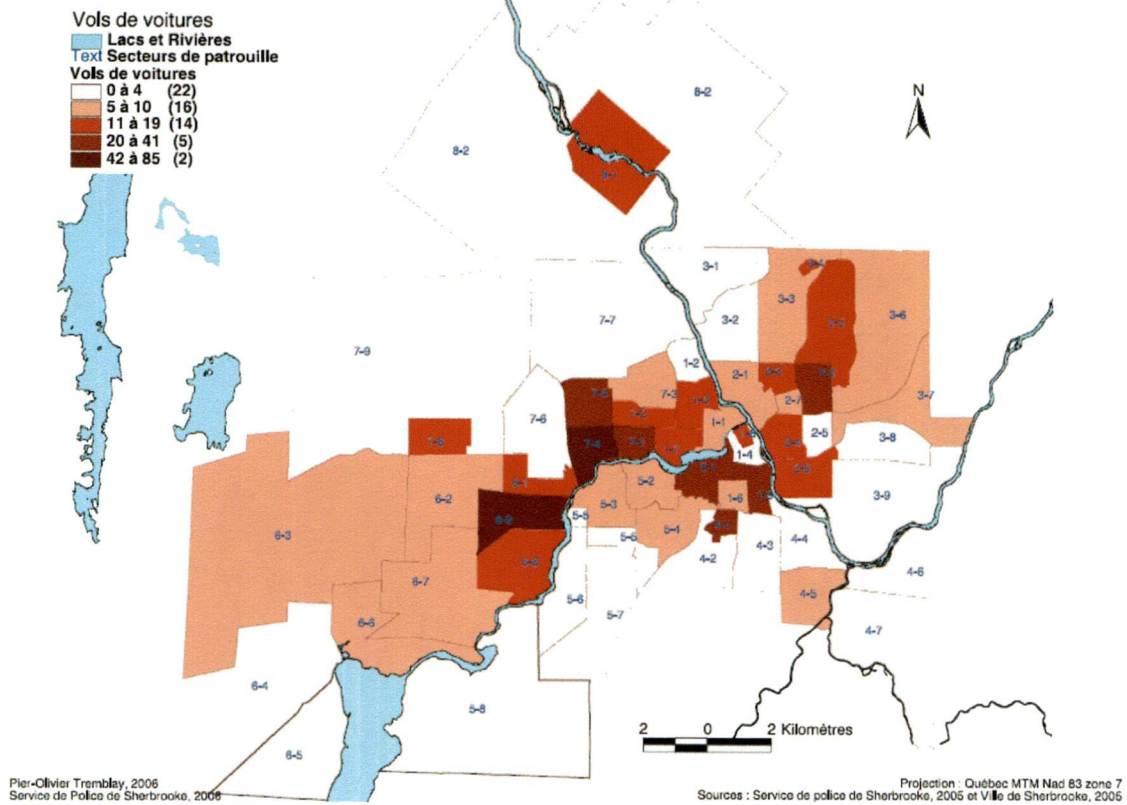 Vols de voitures
Lacs et Rivières
Text Secteurs de patrouille
Vols de voitures
0 à 4 (22)
5 à 10 (16)
11 à 19 (14)
20 à 41 (5)
42 à 85 (2)
N
8-2
8-2
3-1
3-3
3-6
7-7
3-2
7-9
1-2
2-1
7-3
3-7
2-7
7-6
1-1
2-5
3-8
1-4
6-2
5-2
3-9
5-3
1-6
5-5
5-4
6-3
5-5
4-2
4-3
4-4
4-6
6-7
5-6
4-5
5-7
6-6
4-7
6-4
5-8
6-5
2 0 2 Kilomètres
Pier-Olivier Tremblay, 2006
Service de Police de Sherbrooke, 2006
Projection : Québec MTM Nad 83 zone 7
Sources : Service de police de Sherbrooke, 2005 et Ville de Sherbrooke, 2005